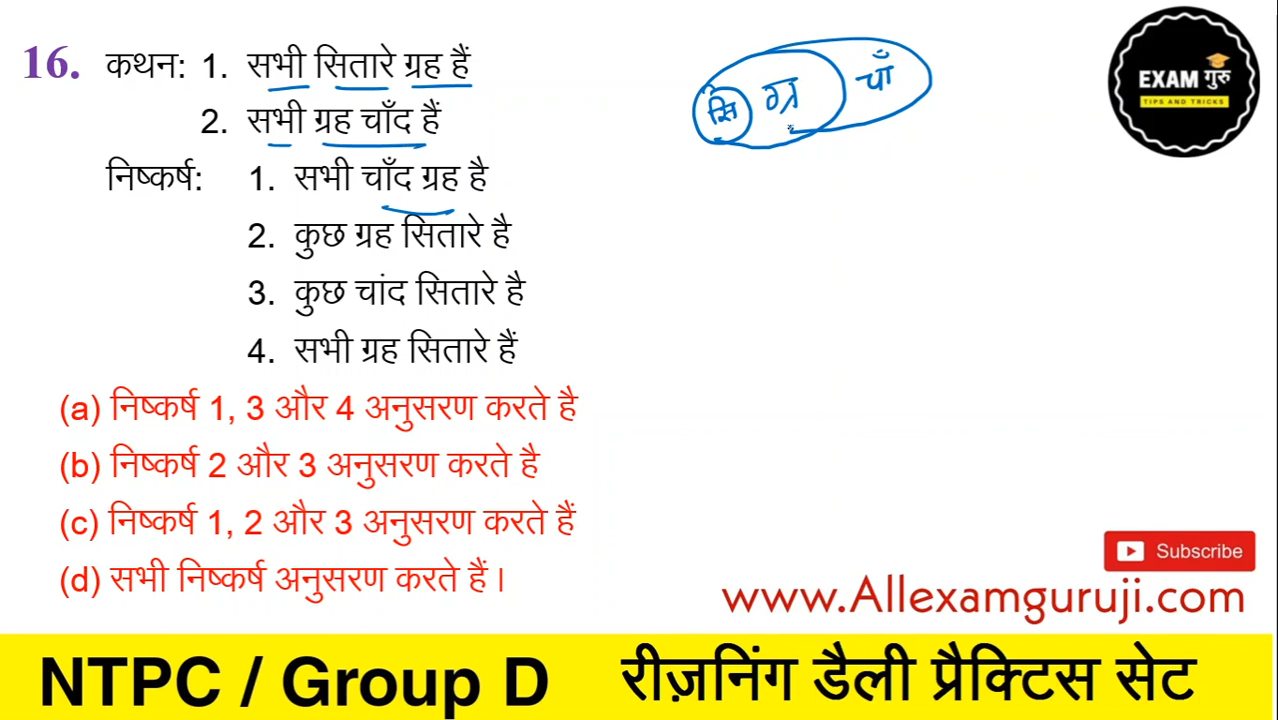 16. कथन: 1. सभी सितारे ग्रह हैं
2. सभी ग्रह चाँद हैं
निष्कर्ष: 1. सभी चाँद ग्रह है
2. कुछ ग्रह सितारे है
3. कुछ चांद सितारे है
4. सभी ग्रह सितारे हैं
(a) निष्कर्ष 1, 3 और 4 अनुसरण करते है
(b) निष्कर्ष 2 और 3 अनुसरण करते है
(c) निष्कर्ष 1, 2 और 3 अनुसरण करते हैं
(d) सभी निष्कर्ष अनुसरण करते हैं।
सि ग्र चाँ
EXAM गुरु
TIPS AND TRICKS
Subscribe
www.Allexamguruji.com
NTPC / Group D रीज़निंग डैली प्रैक्टिस सेट